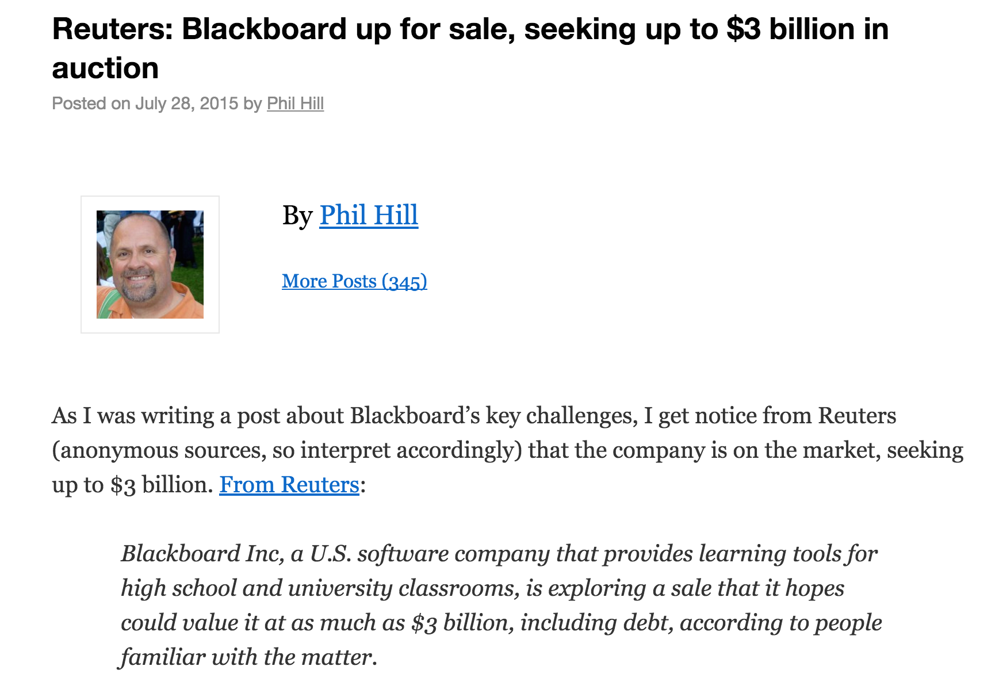 Reuters: Blackboard up for sale, seeking up to $3 billion in
auction
Posted on July 28, 2015 by Phil Hill
By Phil Hill
More Posts (345)
As I was writing a post about Blackboard’s key challenges, I get notice from Reuters
(anonymous sources, so interpret accordingly) that the company is on the market, seeking
up to $3 billion. From Reuters:
Blackboard Inc, a U.S. software company that provides learning tools for
high school and university classrooms, is exploring a sale that it hopes
could value it at as much as $3 billion, including debt, according to people
familiar with the matter.